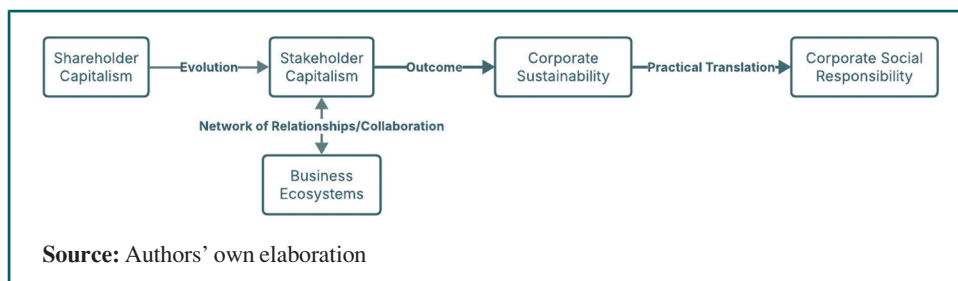 Shareholder
Capitalism
Evolution
Stakeholder
Capitalism
Outcome
Corporate
Sustainability
Practical Translation
Corporate Social
Responsibility
Network of Relationships/Collaboration
Business
Ecosystems
Source: Authors' own elaboration